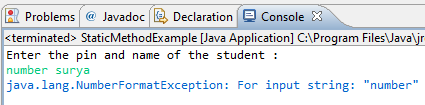 Problems @ Javadoc Declaration Console
<terminated> StaticMethodExample [Java Application] C:\Program Files\Java\jr
Enter the pin and name of the student :
number surya
java.lang.NumberFormatException: For input string: "number"